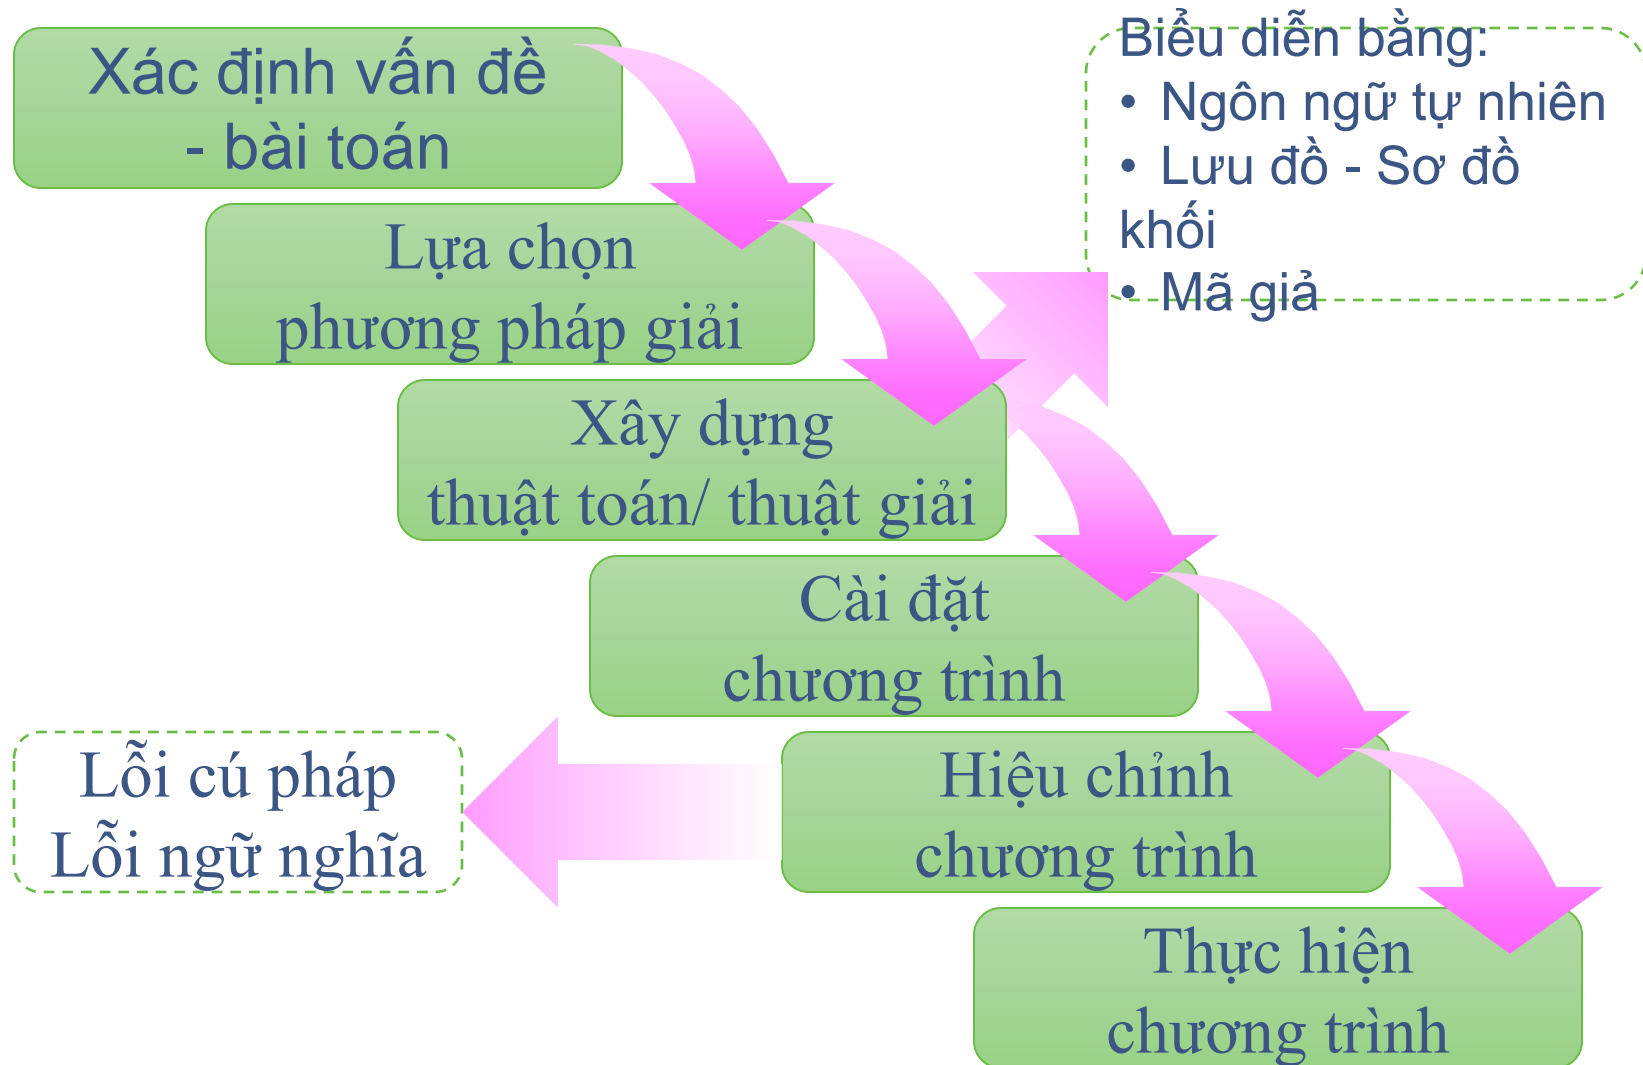 Xác định vấn đề
- bài toán
Biểu diễn bằng:
• Ngôn ngữ tự nhiên
• Lưu đồ - Sơ đồ
khối
• Mã giả
Lựa chọn
phương pháp giải
Xây dựng
thuật toán/ thuật giải
Cài đặt
chương trình
Hiệu chỉnh
chương trình
Lỗi cú pháp
Lỗi ngữ nghĩa
Thực hiện
chương trình